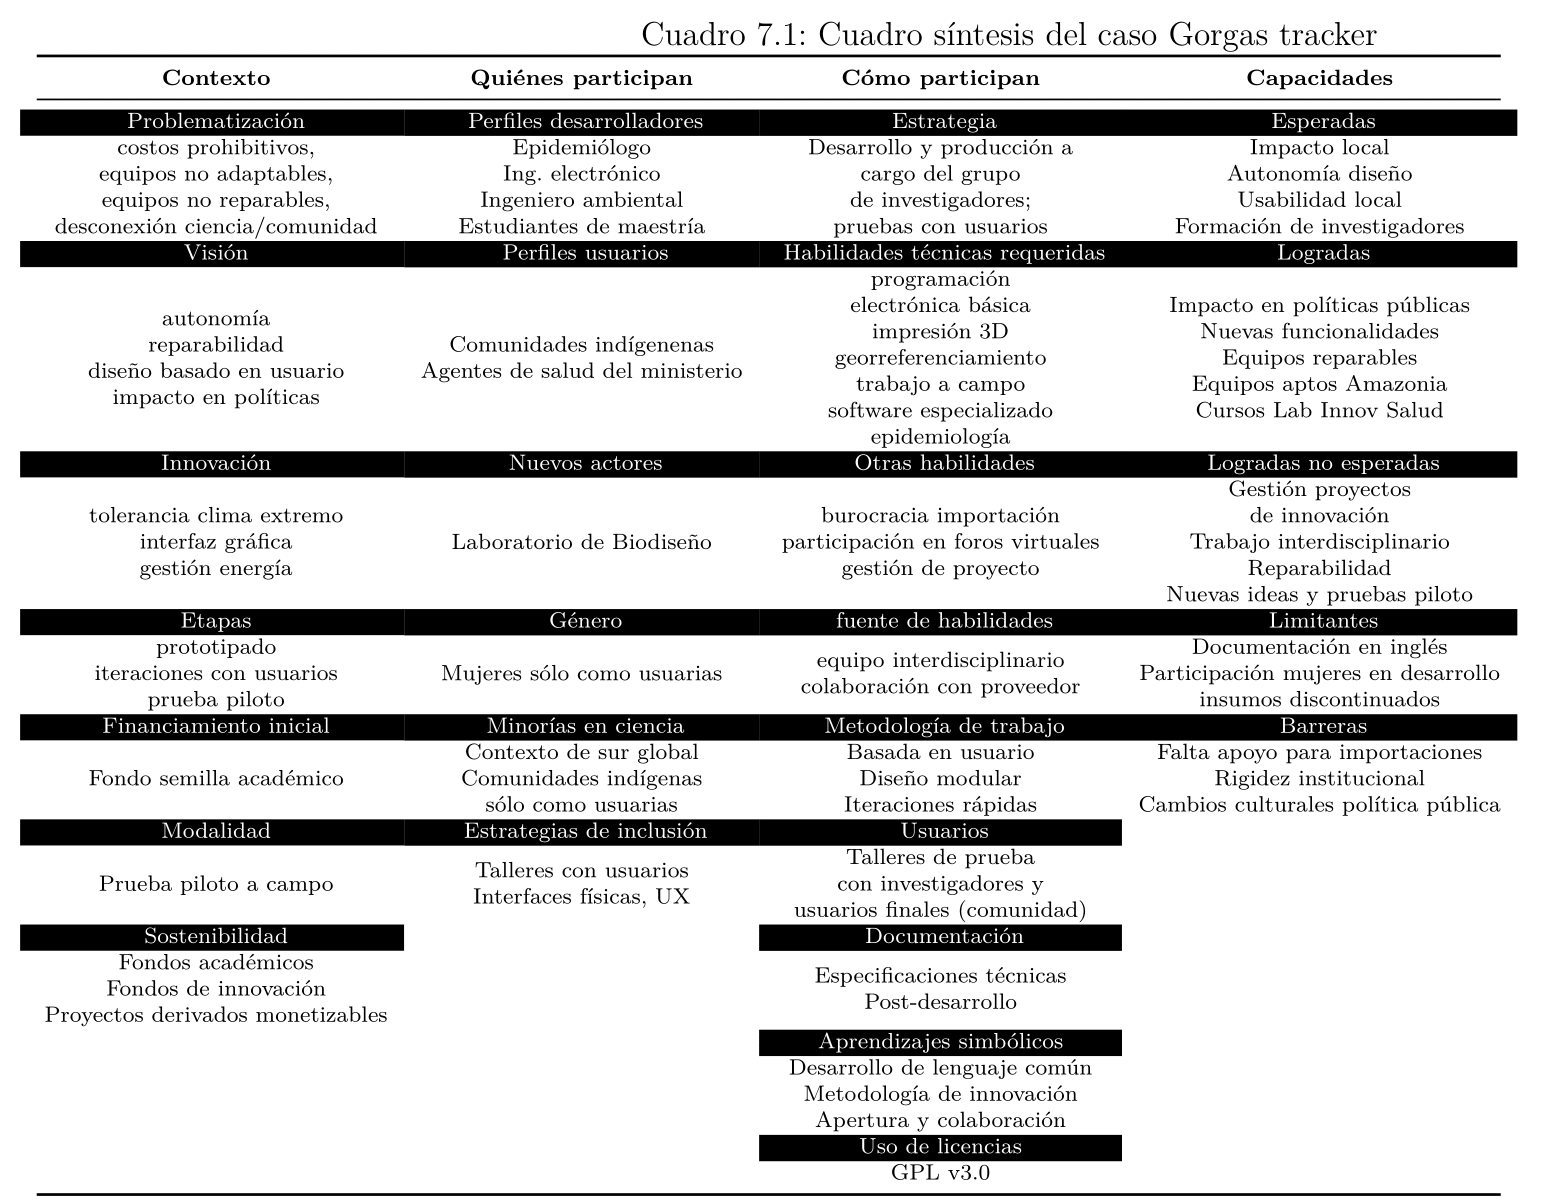 Cuadro 7.1: Cuadro síntesis del caso Gorgas tracker
Contexto Quiénes participan Cómo participan Capacidades
Problematización Perfiles desarrolladores Estrategia Esperadas
costos prohibitivos, Epidemiólogo Desarrollo y producción a Impacto local
equipos no adaptables, Ing. electrónico cargo del grupo Autonomía diseño
equipos no reparables, Ingeniero ambiental de investigadores; Usabilidad local
desconexión ciencia/comunidad Estudiantes de maestría pruebas con usuarios Formación de investigadores
Visión Perfiles usuarios Habilidades técnicas requeridas Logradas
programación
electrónica básica Impacto en políticas públicas
autonomía impresión 3D Nuevas funcionalidades
reparabilidad Comunidades indígenenas georreferenciamiento Equipos reparables
diseño basado en usuario Agentes de salud del ministerio trabajo a campo Equipos aptos Amazonia
impacto en políticas software especializado Cursos Lab Innov Salud
epidemiología
Innovación Nuevos actores Otras habilidades Logradas no esperadas
Gestión proyectos
tolerancia clima extremo burocracia importación de innovación
interfaz gráfica Laboratorio de Biodiseño participación en foros virtuales Trabajo interdisciplinario
gestión energía gestión de proyecto Reparabilidad
Nuevas ideas y pruebas piloto
Etapas Género fuente de habilidades Limitantes
prototipado equipo interdisciplinario Documentación en inglés
iteraciones con usuarios Mujeres sólo como usuarias colaboración con proveedor Participación mujeres en desarrollo
prueba piloto insumos discontinuados
Financiamiento inicial Minorías en ciencia Metodología de trabajo Barreras
Contexto de sur global Basada en usuario Falta apoyo para importaciones
Fondo semilla académico Comunidades indígenas Diseño modular Rigidez institucional
sólo como usuarias Iteraciones rápidas Cambios culturales política pública
Modalidad Estrategias de inclusión Usuarios
Talleres con usuarios Talleres de prueba
Prueba piloto a campo Interfaces físicas, UX con investigadores y
usuarios finales (comunidad)
Sostenibilidad Documentación
Fondos académicos Especificaciones técnicas
Fondos de innovación Post-desarrollo
Proyectos derivados monetizables
Aprendizajes simbólicos
Desarrollo de lenguaje común
Metodología de innovación
Apertura y colaboración
Uso de licencias
GPL v3.0